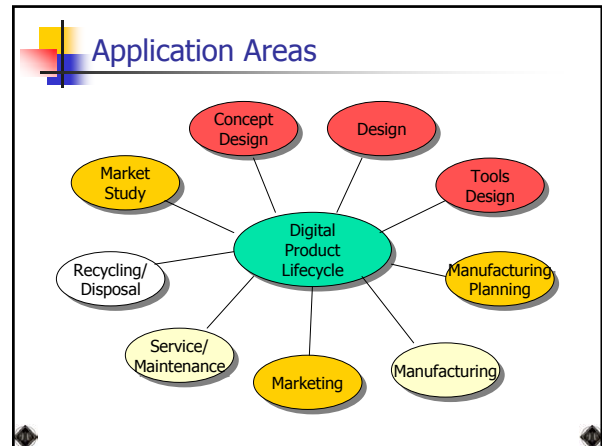 Application Areas
Concept
Design
Design
Market
Study
Tools
Design
Digital
Product
Lifecycle
Recycling/
Disposal
Manufacturing
Planning
Service/
Maintenance
Marketing
Manufacturing